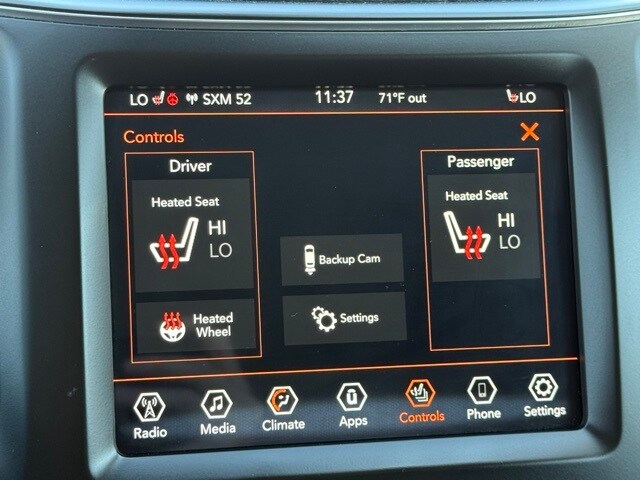 LO SXM 52 11:37 71°F out LO
Controls
Driver
Heated Seat
HI
LO
Heated
Wheel
Backup Cam
Settings
Passenger
Heated Seat
HI
LO
Radio Media Climate Apps Controls Phone Settings